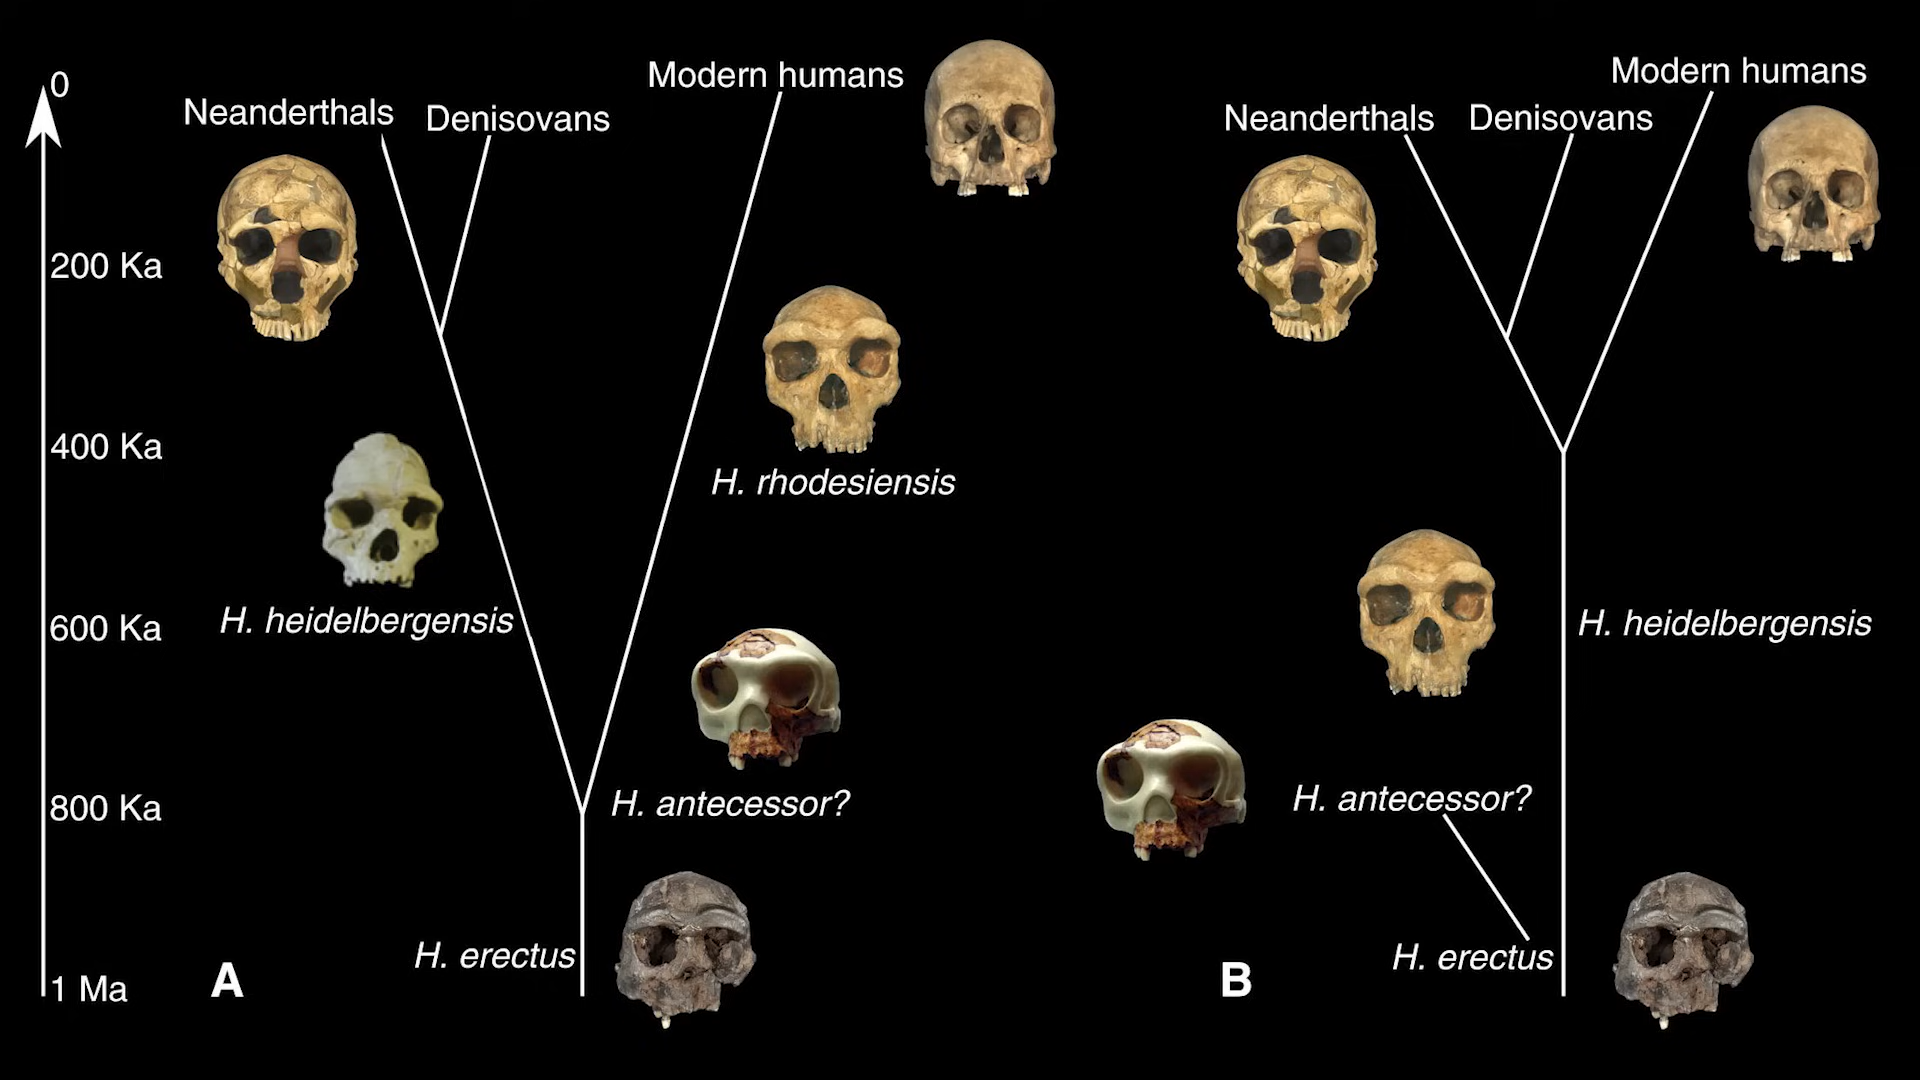 0
200 Ka
400 Ka
600 Ka
800 Ka
1 Ma
Neanderthals
Denisovans
Modern humans
H. rhodesiensis
H. heidelbergensis
H. antecessor?
H. erectus
A
Neanderthals
Denisovans
Modern humans
H. heidelbergensis
H. antecessor?
H. erectus
B